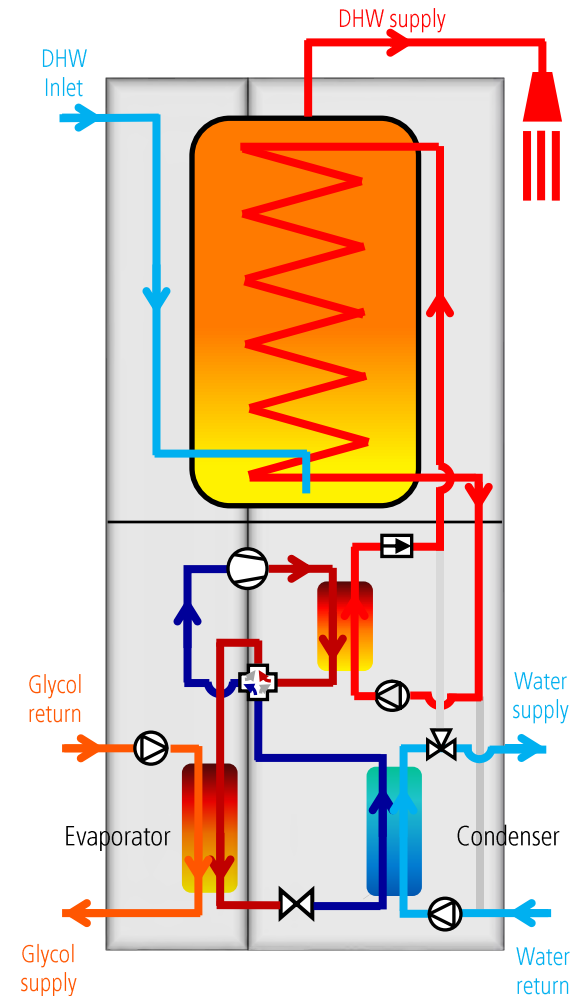 DHW supply
DHW
Inlet
Glycol
return
Water
supply
Evaporator
Condenser
Glycol
supply
Water
return